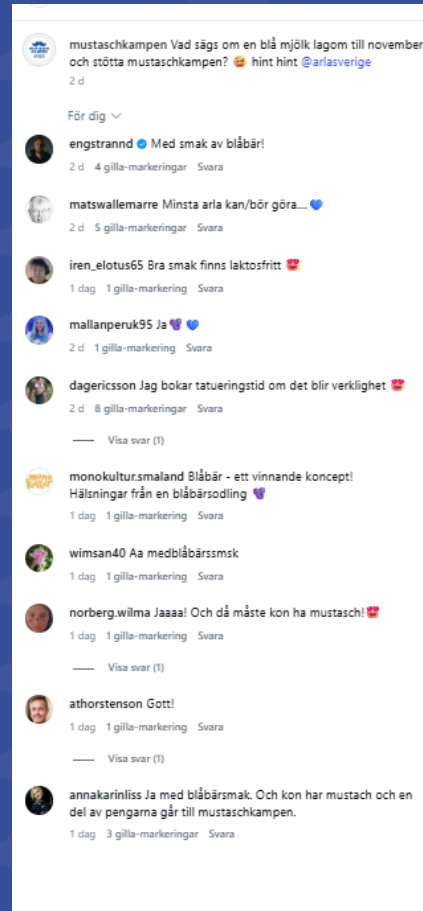 mustaschkampen Vad sägs om en blå mjölk lagom till november
och stötta mustaschkampen? 🥰 hint hint @arlasverige
2 d
För dig
engstrannd Med smak av blåbär!
2 d 4 gilla-markeringar Svara
matswallemarre Minsta arla kan/bör göra.... 💙
2 d 5 gilla-markeringar Svara
iren_elotus65 Bra smak finns laktosfritt 😍
1 dag 1 gilla-markering Svara
mallanperuk95 Ja 🫐 💙
2 d 1 gilla-markering Svara
dagericsson Jag bokar tatueringstid om det blir verklighet 😍
2 d 8 gilla-markeringar Svara
Visa svar (1)
monokultur.smaland Blåbär - ett vinnande koncept!
Hälsningar från en blåbärsodling 🫐
1 dag 1 gilla-markering Svara
wimsan40 Aa medblåbärssmsk
1 dag 1 gilla-markering Svara
norberg.wilma Jaaaa! Och då måste kon ha mustasch! 😍
1 dag 1 gilla-markering Svara
Visa svar (1)
athorstenson Gott!
1 dag 1 gilla-markering Svara
Visa svar (1)
annakarinliss Ja med blåbärsmak. Och kon har mustach och en
del av pengarna går till mustaschkampen.
1 dag 3 gilla-markeringar Svara